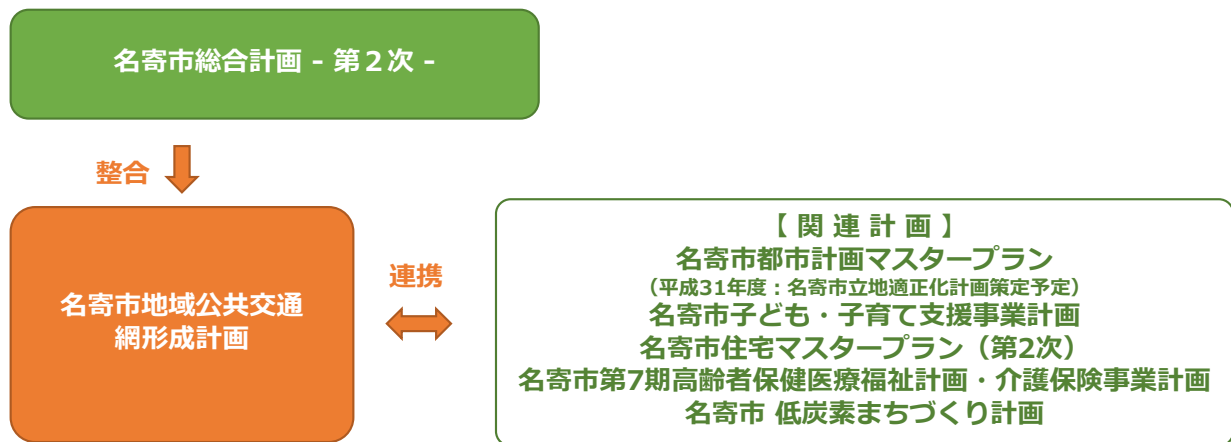 名寄市総合計画 - 第２次 -
整合
名寄市地域公共交通
網形成計画
連携
【 関 連 計 画 】
名寄市都市計画マスタープラン
（平成31年度：名寄市立地適正化計画策定予定）
名寄市子ども・子育て支援事業計画
名寄市住宅マスタープラン（第2次）
名寄市第7期高齢者保健医療福祉計画・介護保険事業計画
名寄市 低炭素まちづくり計画